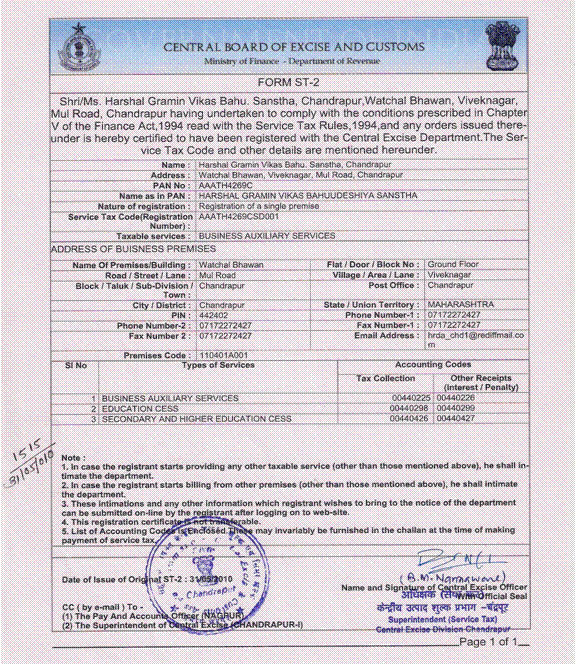 CENTRAL BOARD OF EXCISE AND CUSTOMS
Ministry of Finance - Department of Revenue
FORM ST-2
Shri/Ms. Harshal Gramin Vikas Bahu. Sanstha, Chandrapur,Watchal Bhawan, Viveknagar,
Mul Road, Chandrapur having undertaken to comply with the conditions prescribed in Chapter
V of the Finance Act,1994 read with the Service Tax Rules,1994,and any orders issued there-
under is hereby certified to have been registered with the Central Excise Department.The Ser-
vice Tax Code and other details are mentioned hereunder.
Name : Harshal Gramin Vikas Bahu. Sanstha, Chandrapur
Address : Watchal Bhawan, Viveknagar, Mul Road, Chandrapur
PAN No : AAATH4269C
Name as in PAN : HARSHAL GRAMIN VIKAS BAHUUDESHIYA SANSTHA
Nature of registration : Registration of a single premise
Service Tax Code(Registration Number) : AAATH4269CSD001
Taxable services : BUSINESS AUXILIARY SERVICES
ADDRESS OF BUISNESS PREMISES
Name Of Premises/Building : Watchal Bhawan Flat / Door / Block No : Ground Floor
Road / Street / Lane : Mul Road Village / Area / Lane : Viveknagar
Block / Taluk / Sub-Division / Town : Chandrapur Post Office : Chandrapur
City / District : Chandrapur State / Union Territory : MAHARASHTRA
PIN : 442402 Phone Number-1 : 07172272427
Phone Number-2 : 07172272427 Fax Number-1 : 07172272427
Fax Number 2 : 07172272427 Email Address : hrda_chd1@rediffmail.com
Premises Code : 110401A001
Sl No Types of Services Accounting Codes
Tax Collection Other Receipts (Interest / Penalty)
1 BUSINESS AUXILIARY SERVICES 00440225 00440226
2 EDUCATION CESS 00440298 00440299
3 SECONDARY AND HIGHER EDUCATION CESS 00440426 00440427
1515
31/05/010
Note :
1. In case the registrant starts providing any other taxable service (other than those mentioned above), he shall in-
timate the department.
2. In case the registrant starts billing from other premises (other than those mentioned above), he shall intimate
the department.
3. These intimations and any other information which registrant wishes to bring to the notice of the department
can be submitted on-line by the registrant after logging on to web-site.
4. This registration certificate is not transferable.
5. List of Accounting Codes is Enclosed.These may invariably be furnished in the challan at the time of making
payment of service tax.
Date of Issue of Original ST-2 : 31/05/2010
Chandrapur
(B.M. Narnaware)
Name and Signature of Central Excise Officer
With Official Seal
अधिक्षक
केन्द्रीय उत्पाद शुल्क प्रभाग -चंद्रपूर
Superintendent (Service Tax)
Central Excise Division Chandrapur
CC ( by e-mail ) To -
(1) The Pay And Accounts Officer (NAGPUR)
(2) The Superintendent of Central Excise (CHANDRAPUR-I)
Page 1 of 1